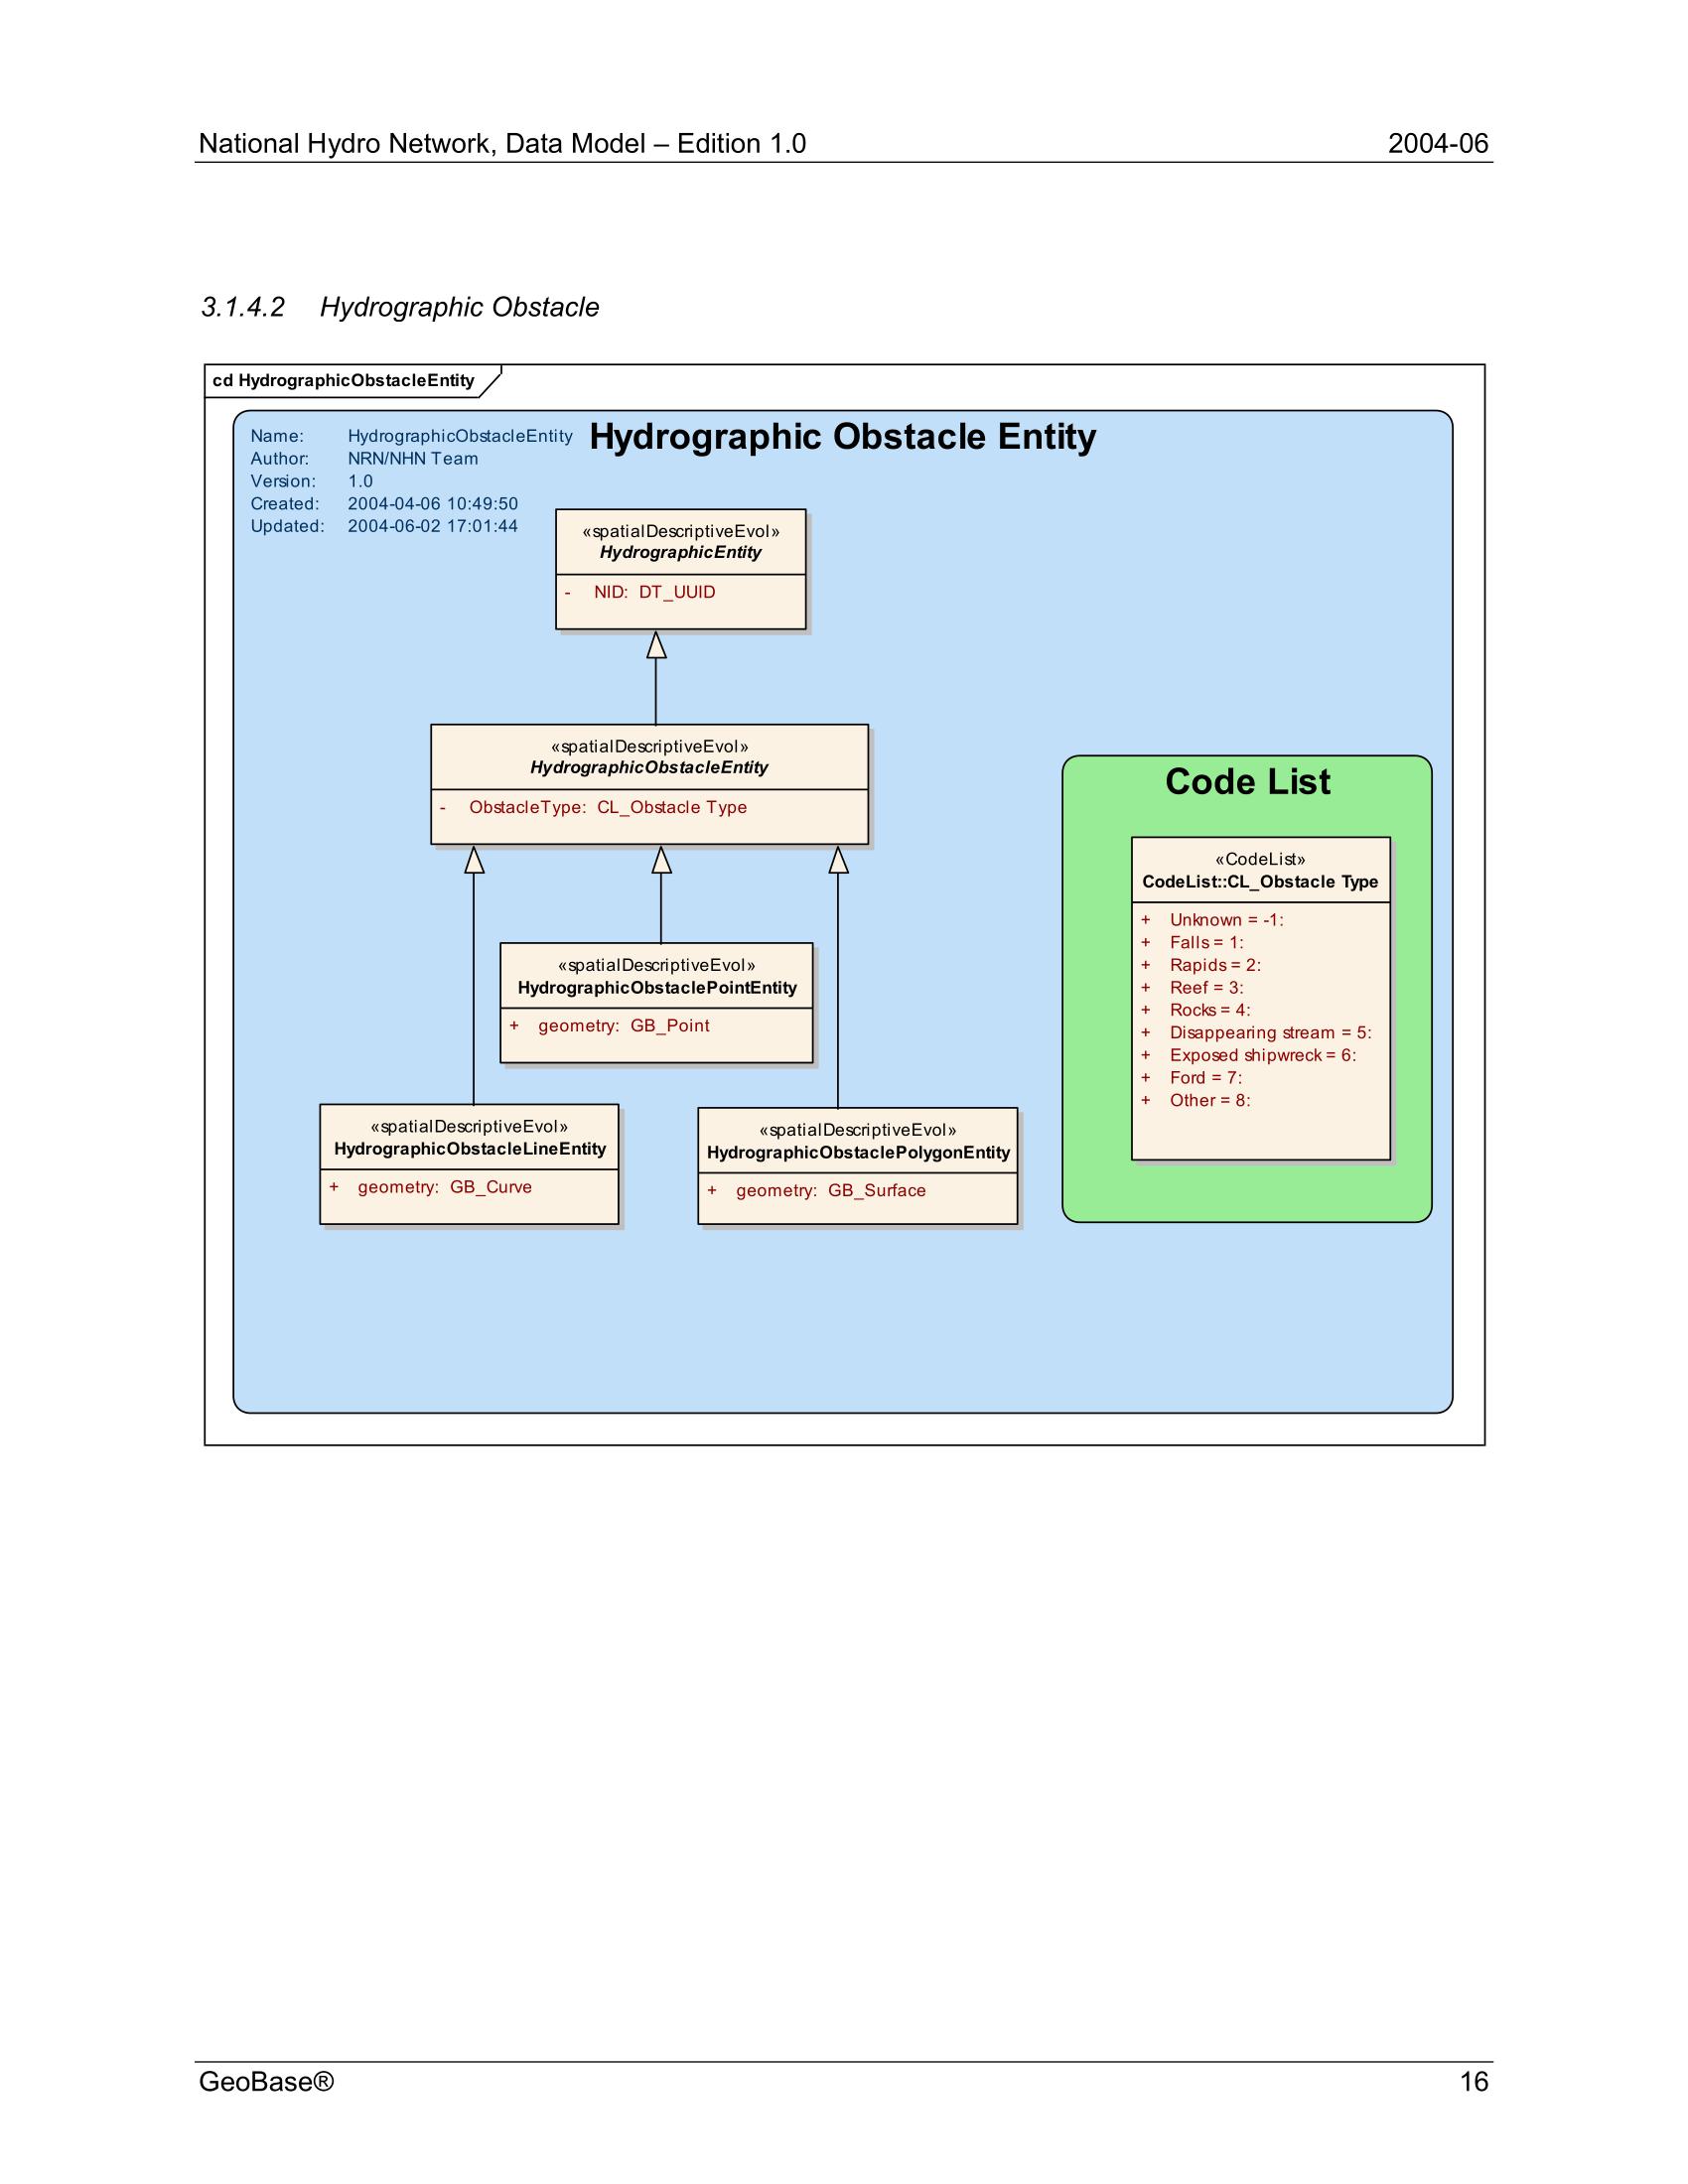 National Hydro Network, Data Model – Edition 1.0 2004-06
3.1.4.2 Hydrographic Obstacle
cd HydrographicObstacleEntity
Hydrographic Obstacle Entity
Name: HydrographicObstacleEntity
Author: NRN/NHN Team
Version: 1.0
Created: 2004-04-06 10:49:50
Updated: 2004-06-02 17:01:44
«spatialDescriptiveEvol»
HydrographicEntity
- NID: DT_UUID
«spatialDescriptiveEvol»
HydrographicObstacleEntity
- ObstacleType: CL_Obstacle Type
«spatialDescriptiveEvol»
HydrographicObstaclePointEntity
+ geometry: GB_Point
«spatialDescriptiveEvol»
HydrographicObstacleLineEntity
+ geometry: GB_Curve
«spatialDescriptiveEvol»
HydrographicObstaclePolygonEntity
+ geometry: GB_Surface
Code List
«CodeList»
CodeList::CL_Obstacle Type
+ Unknown = -1:
+ Falls = 1:
+ Rapids = 2:
+ Reef = 3:
+ Rocks = 4:
+ Disappearing stream = 5:
+ Exposed shipwreck = 6:
+ Ford = 7:
+ Other = 8:
GeoBase® 16